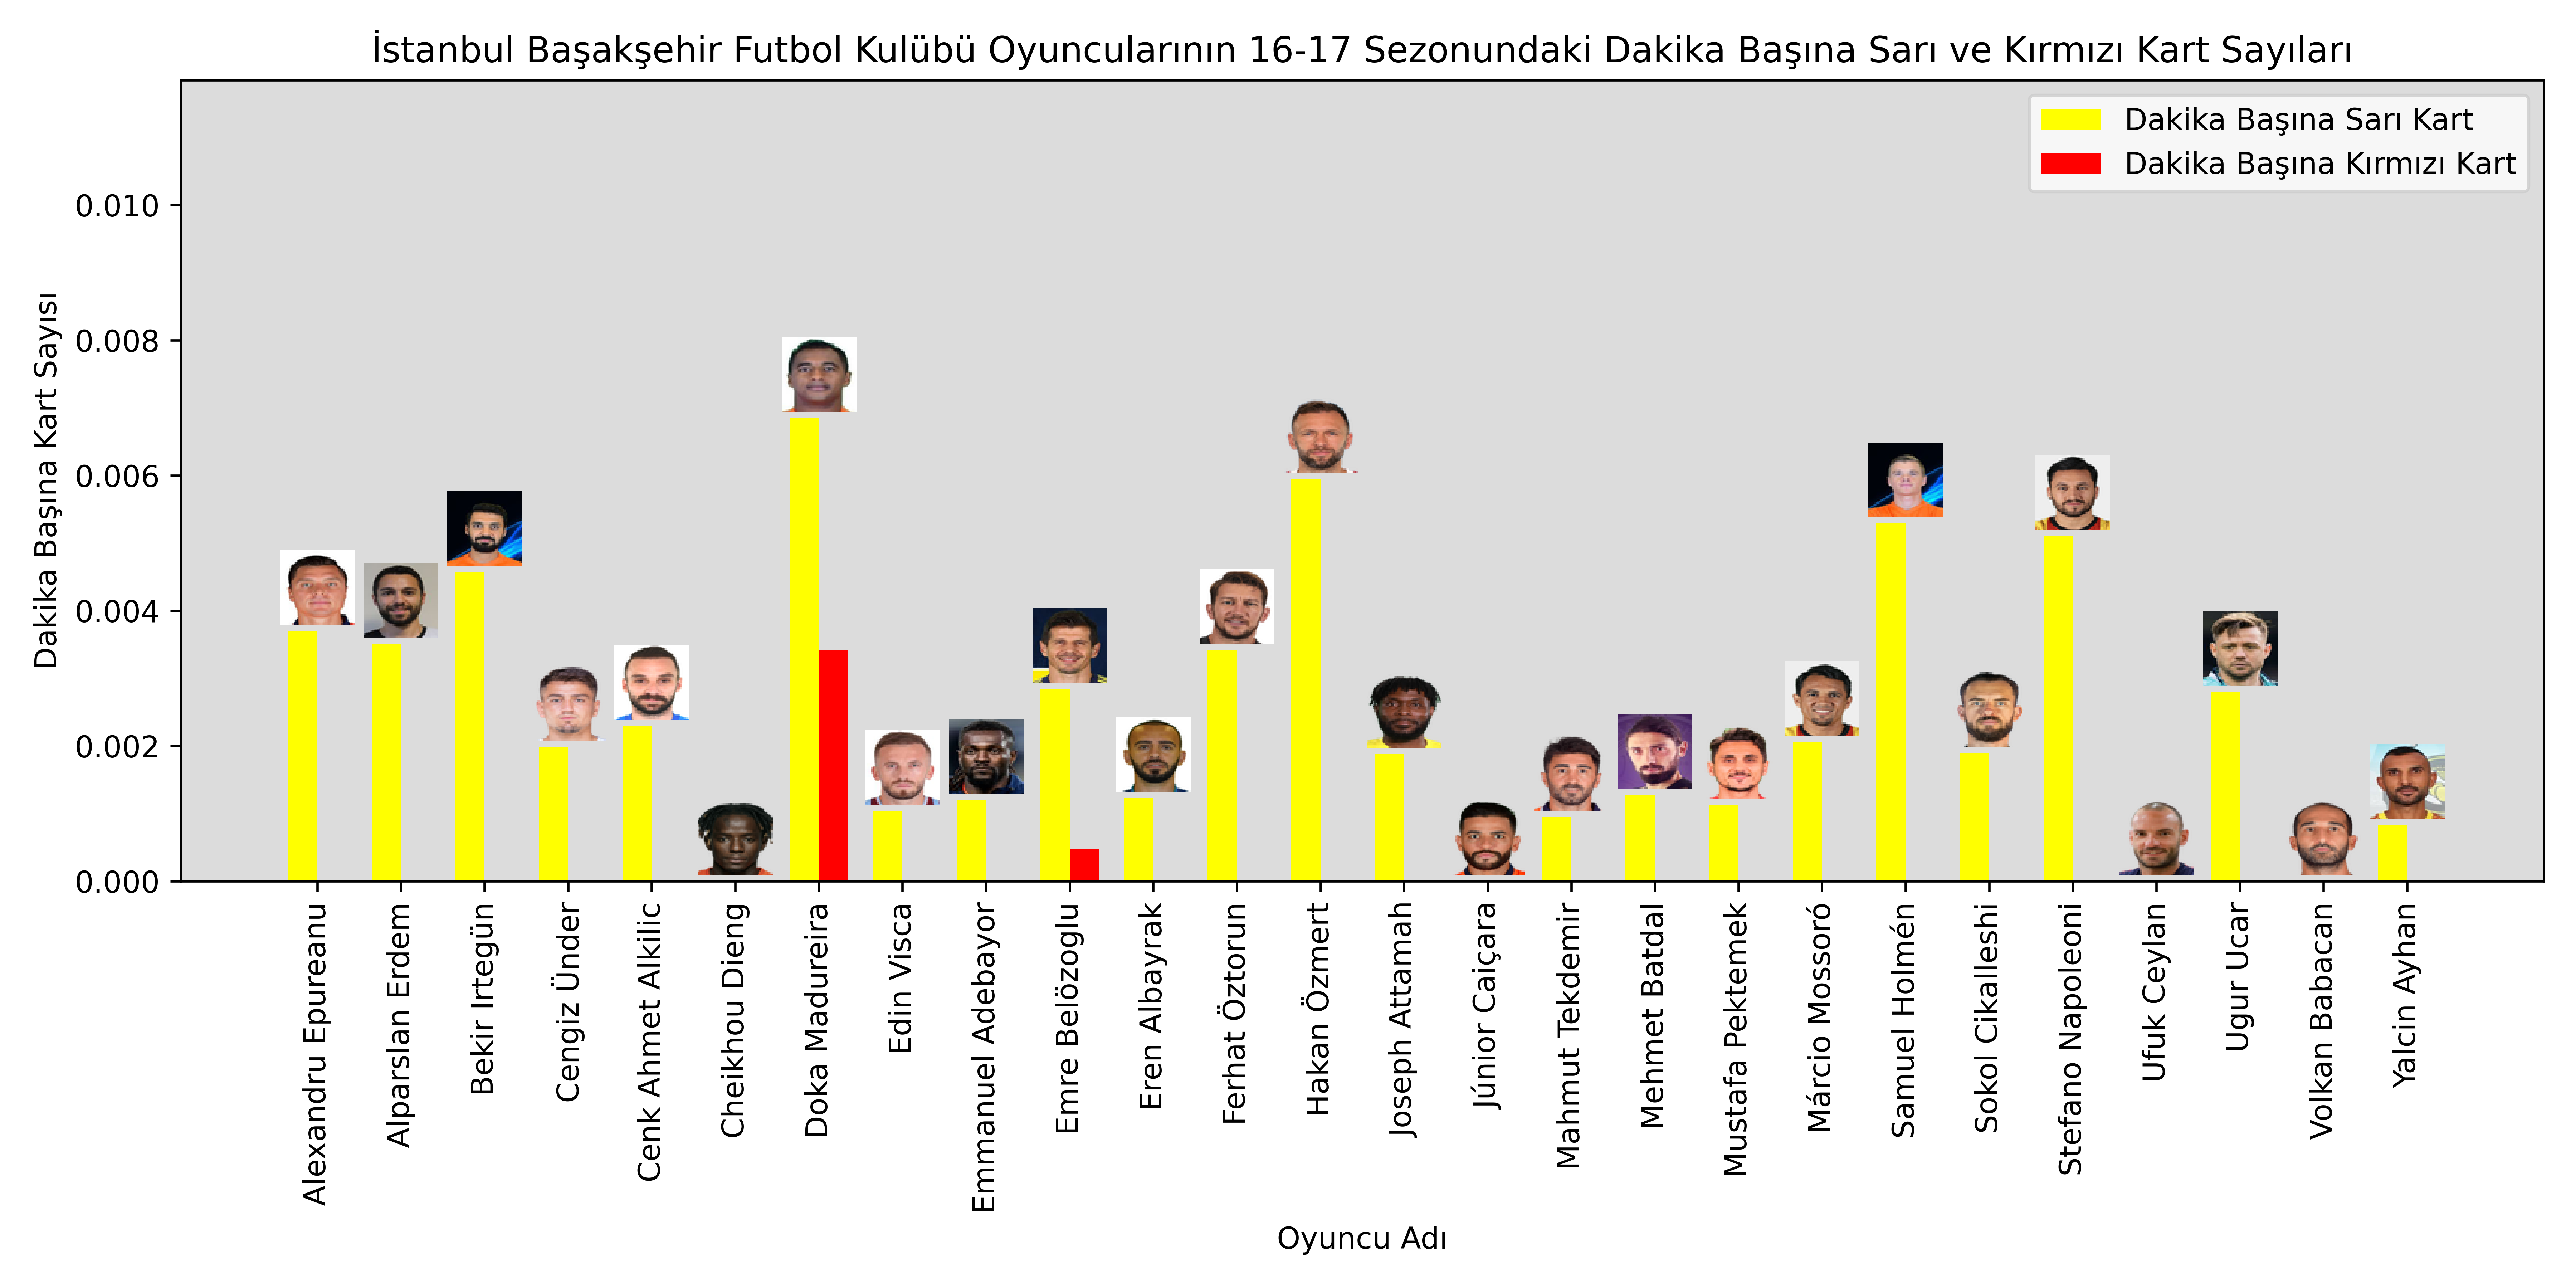 İstanbul Başakşehir Futbol Kulübü Oyuncularının 16-17 Sezonundaki Dakika Başına Sarı ve Kırmızı Kart Sayıları
Dakika Başına Sarı Kart
Dakika Başına Kırmızı Kart
Dakika Başına Kart Sayısı
0.010
0.008
0.006
0.004
0.002
0.000
Alexandru Epureanu
Alparslan Erdem
Bekir Irtegün
Cengiz Ünder
Cenk Ahmet Alkilic
Cheikhou Dieng
Doka Madureira
Edin Visca
Emmanuel Adebayor
Emre Belözoglu
Eren Albayrak
Ferhat Öztorun
Hakan Özmert
Joseph Attamah
Júnior Caiçara
Mahmut Tekdemir
Mehmet Batdal
Mustafa Pektemek
Márcio Mossoró
Samuel Holmén
Sokol Cikalleshi
Stefano Napoleoni
Ufuk Ceylan
Ugur Ucar
Volkan Babacan
Yalcin Ayhan
Oyuncu Adı